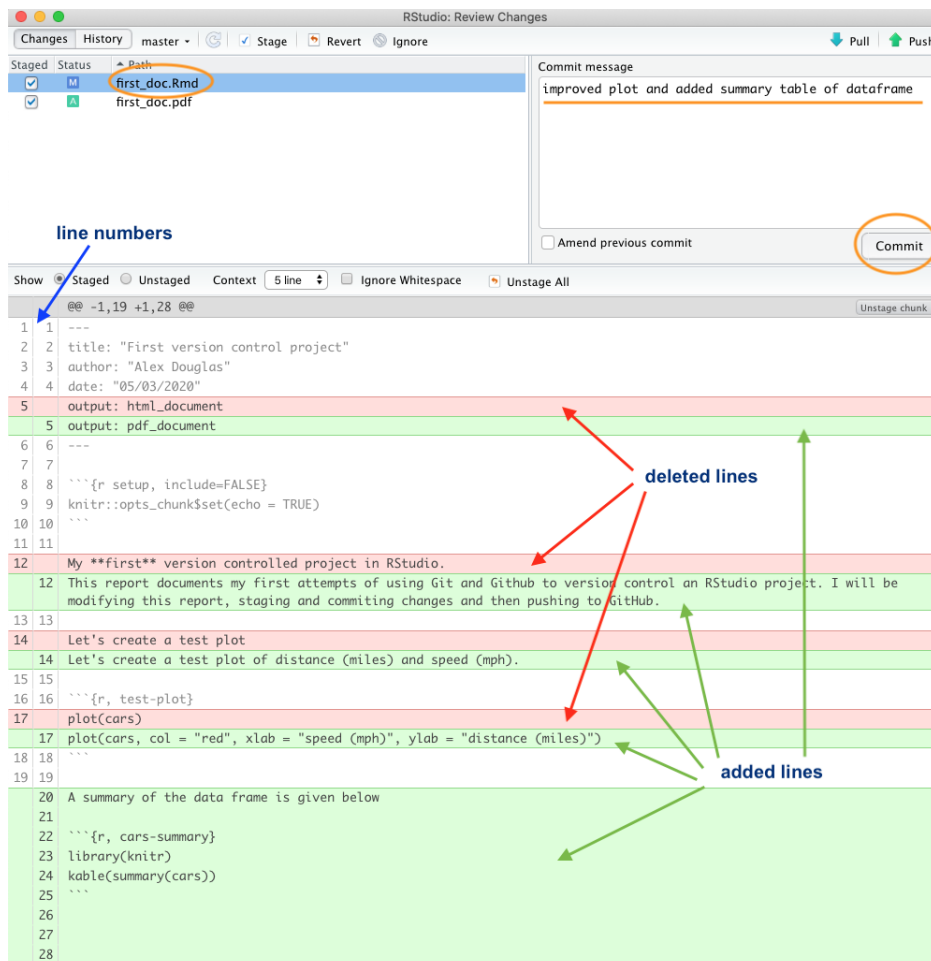 RStudio: Review Changes
Changes History master Stage Revert Ignore Pull Push
Staged Status Path
M first_doc.Rmd
A first_doc.pdf
Commit message
improved plot and added summary table of dataframe
Amend previous commit Commit
line numbers
Show Staged Unstaged Context 5 line Ignore Whitespace Unstage All
@@ -1,19 +1,28 @@ Unstage chunk
1 1 ---
2 2 title: "First version control project"
3 3 author: "Alex Douglas"
4 4 date: "05/03/2020"
5 output: html_document
5 output: pdf_document
6 6 ---
7 7
8 8 ```{r setup, include=FALSE}
9 9 knitr::opts_chunk$set(echo = TRUE)
10 10 ```
11 11
deleted lines
12 My **first** version controlled project in RStudio.
12 This report documents my first attempts of using Git and Github to version control an RStudio project. I will be
modifying this report, staging and commiting changes and then pushing to GitHub.
13 13
14 Let's create a test plot
14 Let's create a test plot of distance (miles) and speed (mph).
15 15
16 16 ```{r, test-plot}
17 plot(cars)
17 plot(cars, col = "red", xlab = "speed (mph)", ylab = "distance (miles)")
18 18 ```
19 19
added lines
20 A summary of the data frame is given below
21
22 ```{r, cars-summary}
23 library(knitr)
24 kable(summary(cars))
25 ```
26
27
28